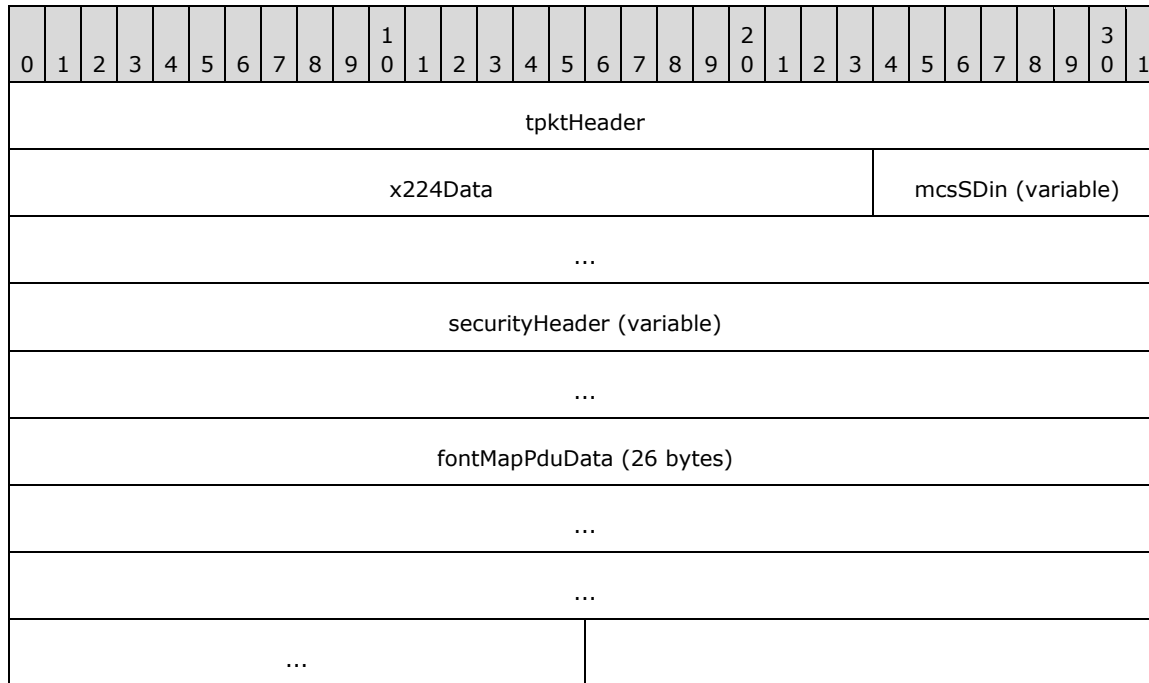 1 2 3
0 1 2 3 4 5 6 7 8 9 0 1 2 3 4 5 6 7 8 9 0 1 2 3 4 5 6 7 8 9 0 1
tpktHeader
x224Data mcsSDin (variable)
...
securityHeader (variable)
...
fontMapPduData (26 bytes)
...
...
...